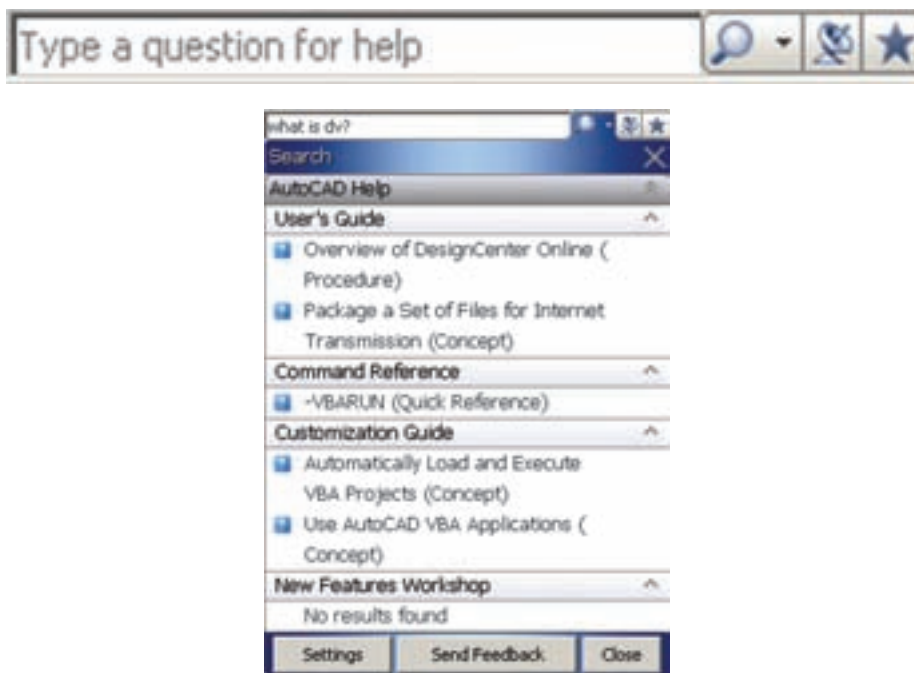 Type a question for help
what is dv?
Search
AutoCAD Help
User's Guide
Overview of DesignCenter Online (
Procedure)
Package a Set of Files for Internet
Transmission (Concept)
Command Reference
-VBARUN (Quick Reference)
Customization Guide
Automatically Load and Execute
VBA Projects (Concept)
Use AutoCAD VBA Applications (
Concept)
New Features Workshop
No results found
Settings Send Feedback Close